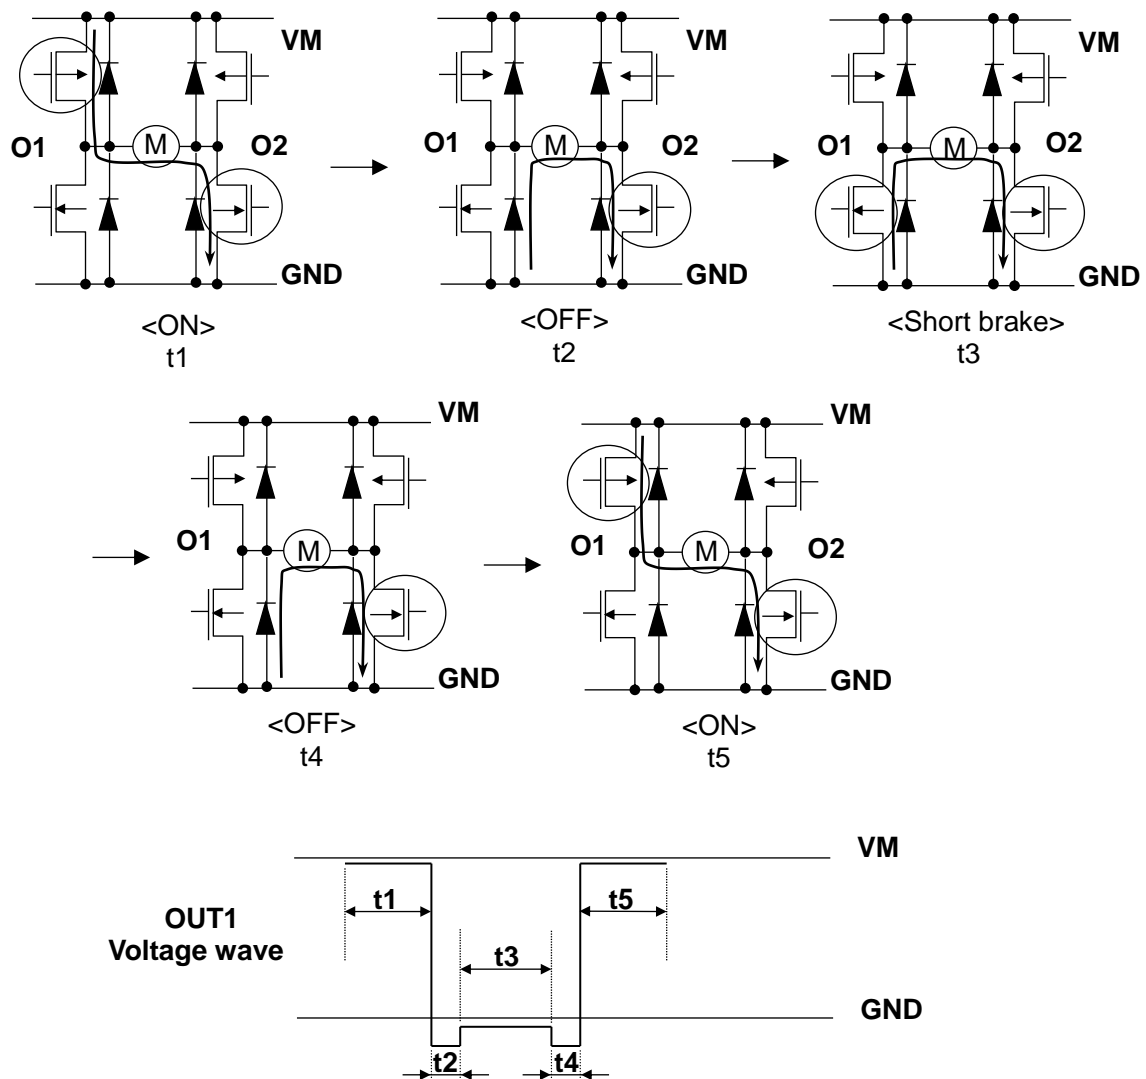 VM VM VM
O1 M O2 O1 M O2 O1 M O2
GND GND GND
<ON> <OFF> <Short brake>
t1 t2 t3
VM VM
O1 M O1 M O2
GND GND
<OFF> <ON>
t4 t5
VM
t1 t5
OUT1
Voltage wave
t3
GND
t2 t4